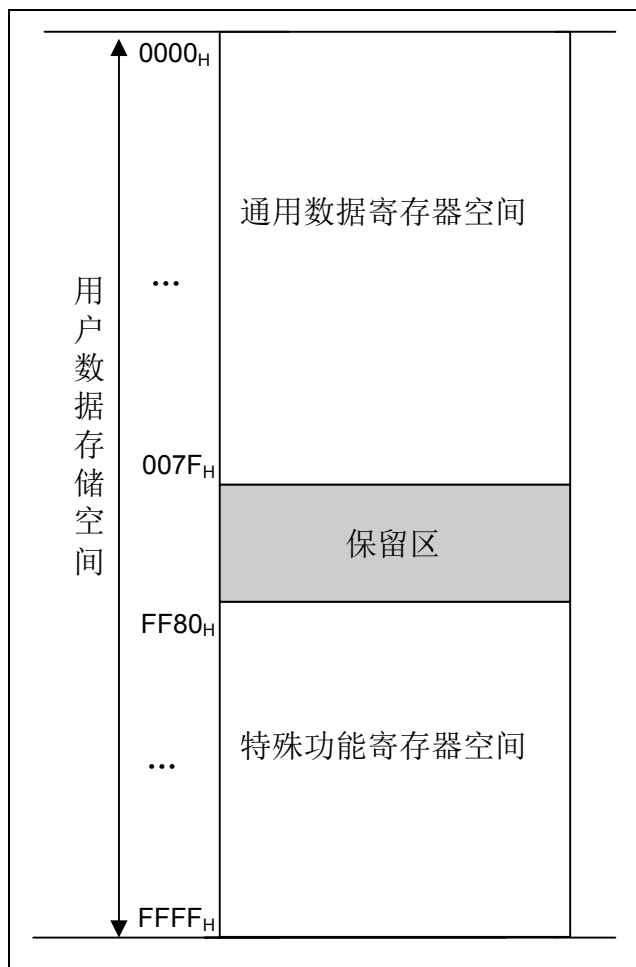 0000H
通用数据寄存器空间
...
用户数据存储空间
007FH
保留区
FF80H
特殊功能寄存器空间
...
FFFFH